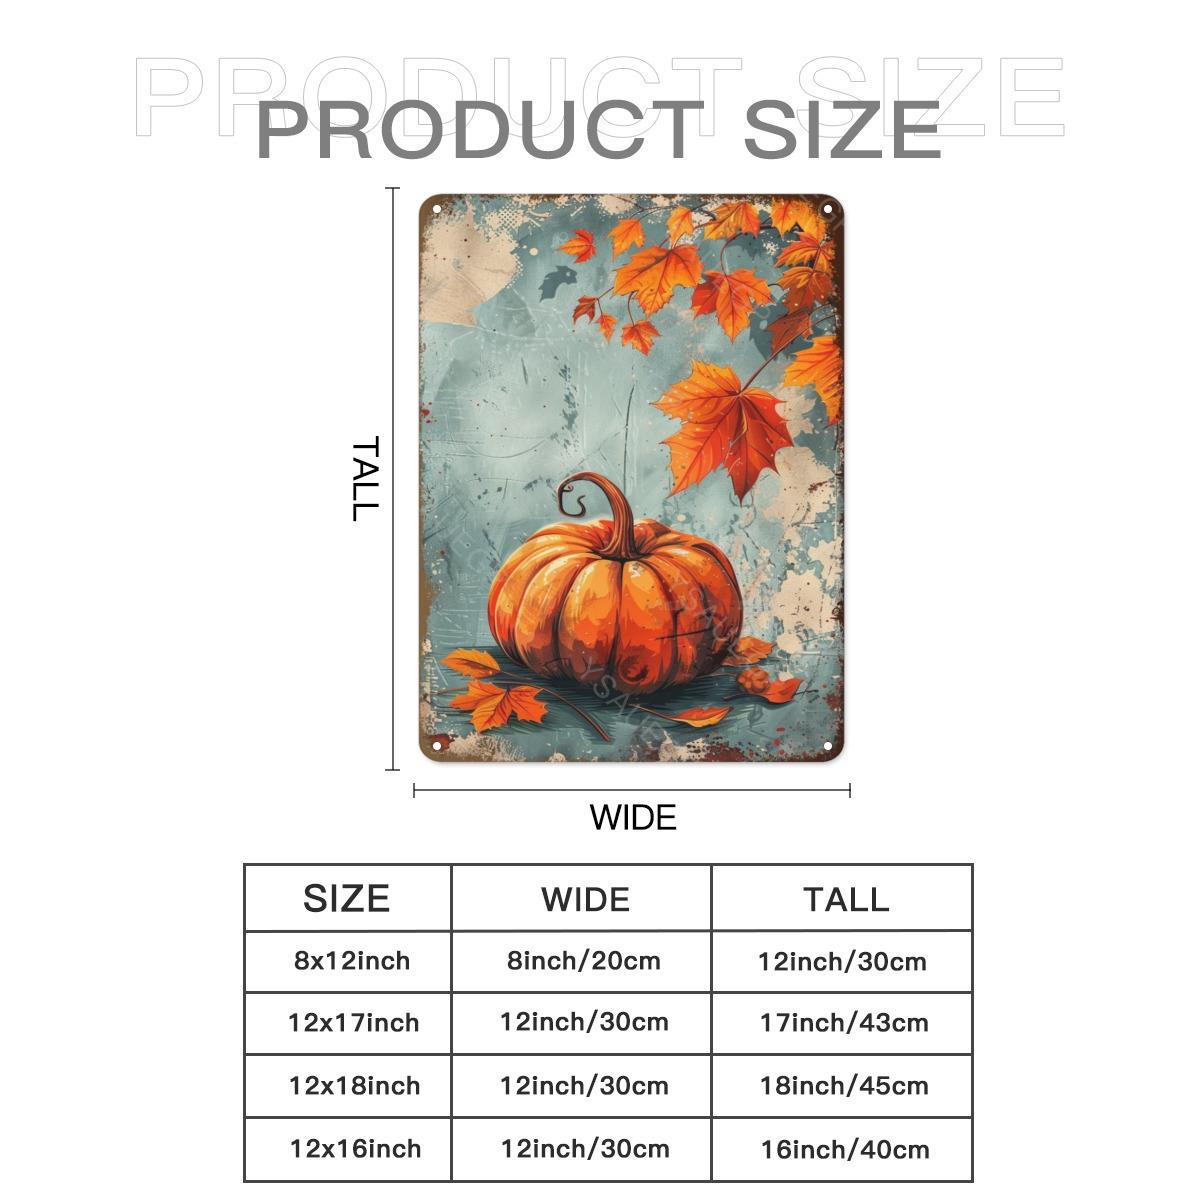 PRODUCT SIZE
PRODUCT SIZE
TALL
WIDE
SIZE WIDE TALL
8x12inch 8inch/20cm 12inch/30cm
12x17inch 12inch/30cm 17inch/43cm
12x18inch 12inch/30cm 18inch/45cm
12x16inch 12inch/30cm 16inch/40cm